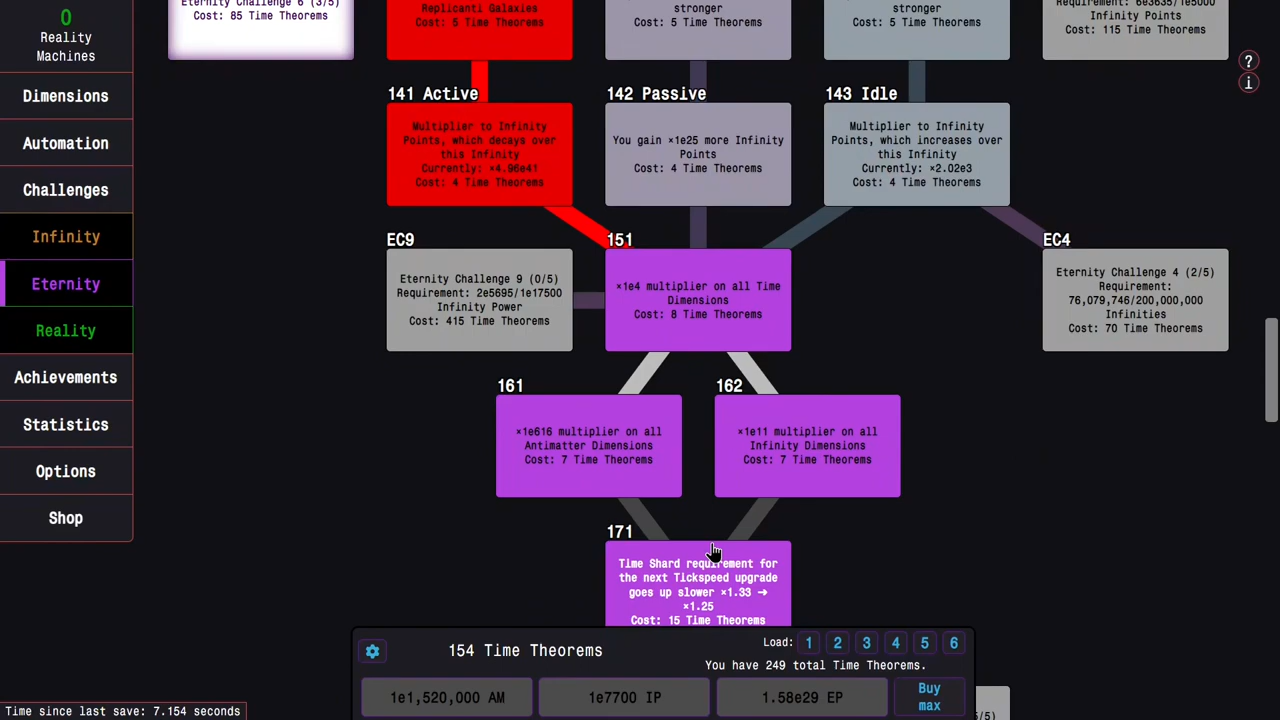 0
Reality
Machines
Dimensions
Automation
Challenges
Infinity
Eternity
Reality
Achievements
Statistics
Options
Shop
Eternity Challenge 6 (3/5)
Cost: 85 Time Theorems
Replicanti Galaxies
Cost: 5 Time Theorems
stronger
Cost: 5 Time Theorems
stronger
Cost: 5 Time Theorems
Requirement: 6e3635/1e5000
Infinity Points
Cost: 115 Time Theorems
?
i
141 Active
Multiplier to Infinity
Points, which decays over
this Infinity
Currently: ×4.96e41
Cost: 4 Time Theorems
142 Passive
You gain ×1e25 more Infinity
Points
Cost: 4 Time Theorems
143 Idle
Multiplier to Infinity
Points, which increases over
this Infinity
Currently: ×2.02e3
Cost: 4 Time Theorems
EC9
Eternity Challenge 9 (0/5)
Requirement: 2e5695/1e17500
Infinity Power
Cost: 415 Time Theorems
151
×1e4 multiplier on all Time
Dimensions
Cost: 8 Time Theorems
EC4
Eternity Challenge 4 (2/5)
Requirement:
76,079,746/200,000,000
Infinities
Cost: 70 Time Theorems
161
×1e616 multiplier on all
Antimatter Dimensions
Cost: 7 Time Theorems
162
×1e11 multiplier on all
Infinity Dimensions
Cost: 7 Time Theorems
171
Time Shard requirement for
the next Tickspeed upgrade
goes up slower ×1.33 ➜
×1.25
Cost: 15 Time Theorems
154 Time Theorems
Load: 1 2 3 4 5 6
You have 249 total Time Theorems.
1e1,520,000 AM
1e7700 IP
1.58e29 EP
Buy
max
Time since last save: 7.154 seconds